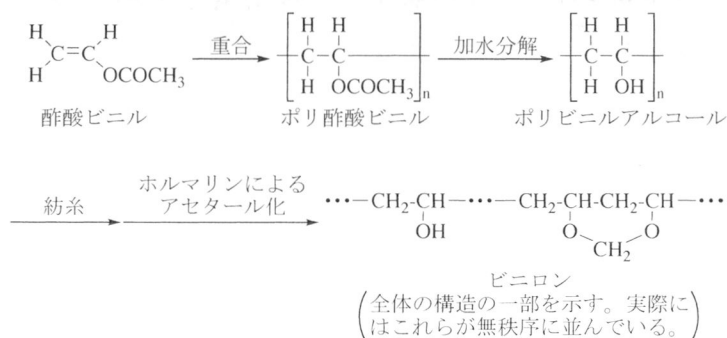 H H
C=C
H OCOCH₃
酢酸ビニル
重合
H H
C-C
H OCOCH₃ n
ポリ酢酸ビニル
加水分解
H H
C-C
H OH n
ポリビニルアルコール
紡糸
ホルマリンによる
アセタール化
…—CH₂-CH—…—CH₂-CH-CH₂-CH—…
OH O O
CH₂
ビニロン
(全体の構造の一部を示す。実際に
はこれらが無秩序に並んでいる。)